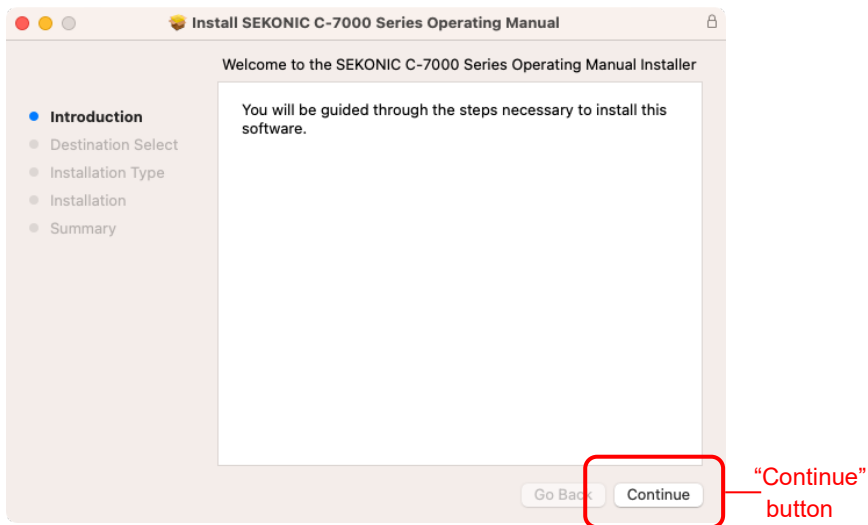 Install SEKONIC C-7000 Series Operating Manual
Welcome to the SEKONIC C-7000 Series Operating Manual Installer
Introduction
Destination Select
Installation Type
Installation
Summary
You will be guided through the steps necessary to install this
software.
Go Back
Continue
“Continue”
button